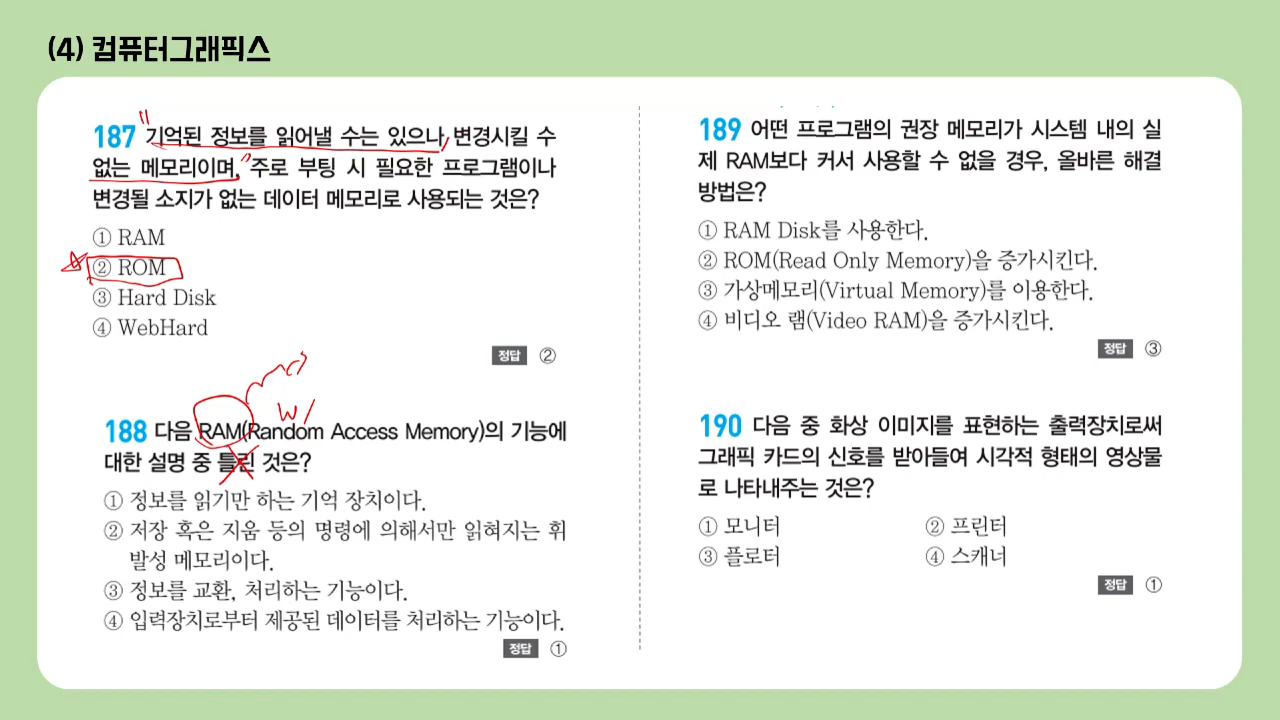 (4) 컴퓨터그래픽스
187 기억된 정보를 읽어낼 수는 있으나, 변경시킬 수
없는 메모리이며, 주로 부팅 시 필요한 프로그램이나
변경될 소지가 없는 데이터 메모리로 사용되는 것은?
① RAM
② ROM
③ Hard Disk
④ WebHard
정답 ②
W/
188 다음 RAM(Random Access Memory)의 기능에
대한 설명 중 틀린 것은?
① 정보를 읽기만 하는 기억 장치이다.
② 저장 혹은 지움 등의 명령에 의해서만 읽혀지는 휘
발성 메모리이다.
③ 정보를 교환, 처리하는 기능이다.
④ 입력장치로부터 제공된 데이터를 처리하는 기능이다.
정답 ①
189 어떤 프로그램의 권장 메모리가 시스템 내의 실
제 RAM보다 커서 사용할 수 없을 경우, 올바른 해결
방법은?
① RAM Disk를 사용한다.
② ROM(Read Only Memory)을 증가시킨다.
③ 가상메모리(Virtual Memory)를 이용한다.
④ 비디오 램(Video RAM)을 증가시킨다.
정답 ③
190 다음 중 화상 이미지를 표현하는 출력장치로써
그래픽 카드의 신호를 받아들여 시각적 형태의 영상물
로 나타내주는 것은?
① 모니터 ② 프린터
③ 플로터 ④ 스캐너
정답 ①